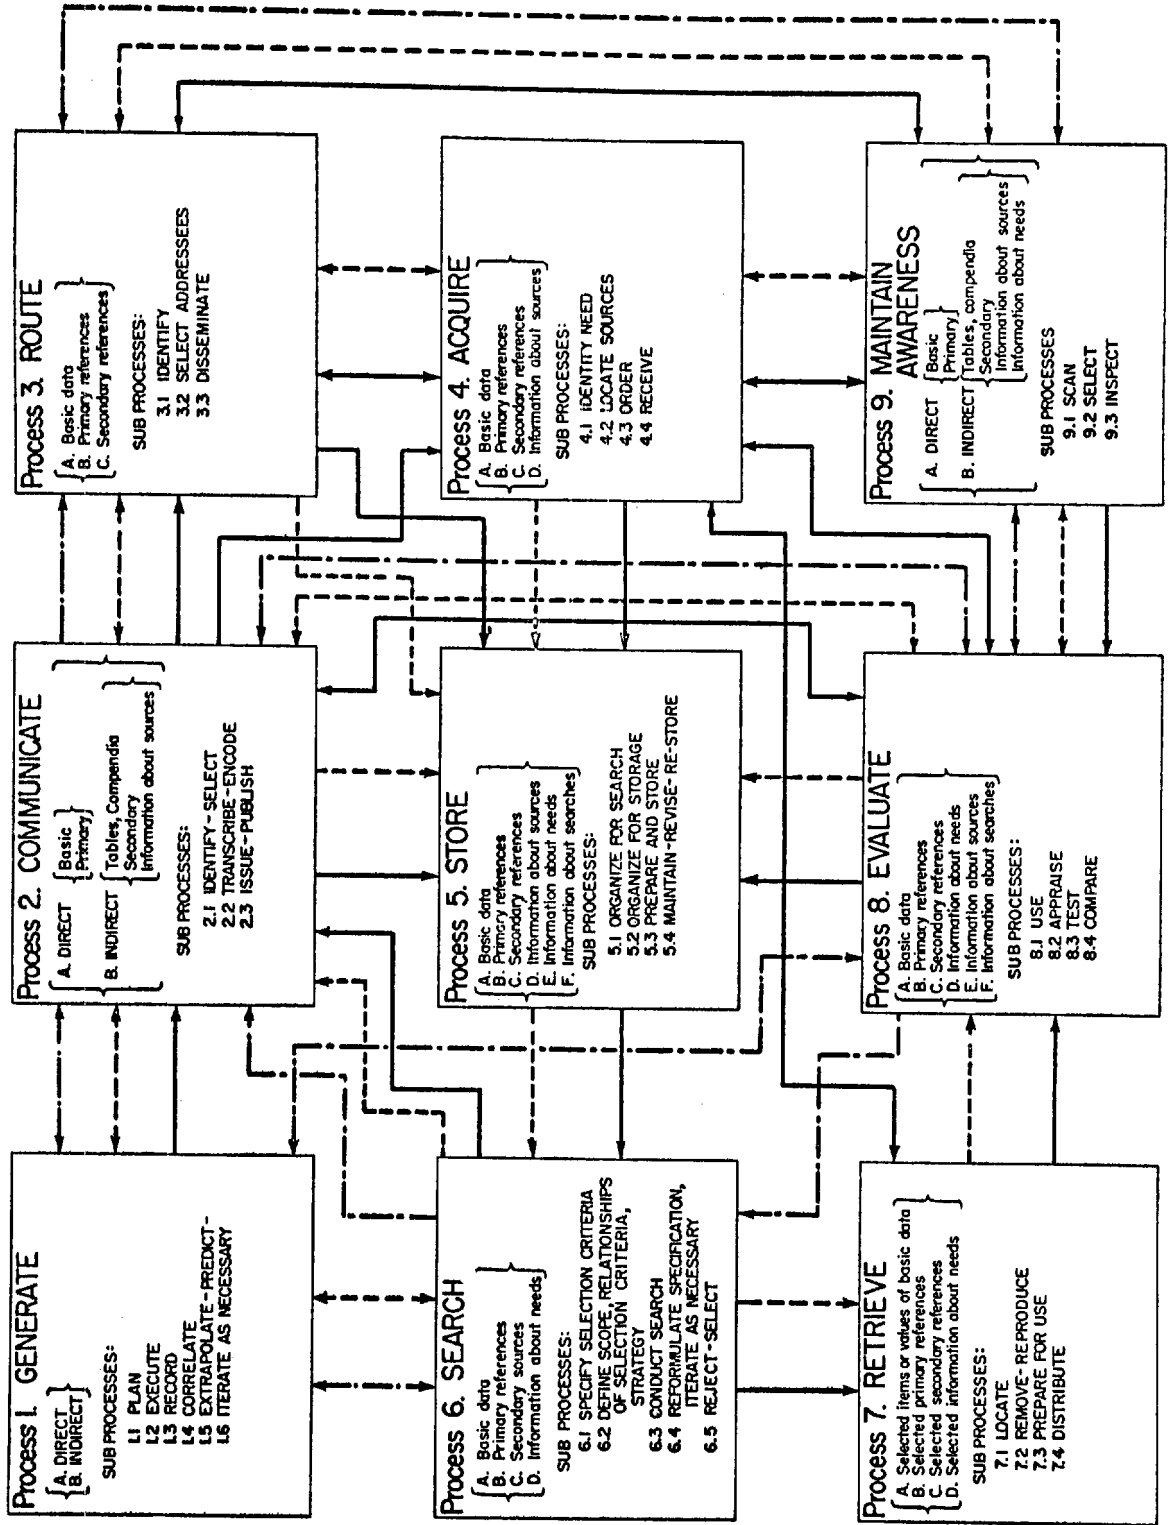 Process 1. GENERATE
A. DIRECT
B. INDIRECT
SUB PROCESSES:
1.1 PLAN
1.2 EXECUTE
1.3 RECORD
1.4 CORRELATE
1.5 EXTRAPOLATE-PREDICT-
1.6 ITERATE AS NECESSARY
Process 2. COMMUNICATE
A. DIRECT {Basic
Primary}
B. INDIRECT {Tables, Compendia
Secondary
Information about sources
SUB PROCESSES:
2.1 IDENTIFY-SELECT
2.2 TRANSCRIBE-ENCODE
2.3 ISSUE-PUBLISH
Process 3. ROUTE
A. Basic data
B. Primary references
C. Secondary references
SUB PROCESSES:
3.1 IDENTIFY
3.2 SELECT ADDRESSEES
3.3 DISSEMINATE
Process 6. SEARCH
A. Basic data
B. Primary references
C. Secondary sources
D. Information about needs
SUB PROCESSES:
6.1 SPECIFY SELECTION CRITERIA
6.2 DEFINE SCOPE, RELATIONSHIPS
OF SELECTION CRITERIA,
STRATEGY
6.3 CONDUCT SEARCH
6.4 REFORMULATE SPECIFICATION,
ITERATE AS NECESSARY
6.5 REJECT-SELECT
Process 5. STORE
A. Basic data
B. Primary references
C. Secondary references
D. Information about sources
E. Information about needs
F. Information about searches
SUB PROCESSES:
5.1 ORGANIZE FOR SEARCH
5.2 ORGANIZE FOR STORAGE
5.3 PREPARE AND STORE
5.4 MAINTAIN-REVISE-RE-STORE
Process 4. ACQUIRE
A. Basic data
B. Primary references
C. Secondary references
D. Information about sources
SUB PROCESSES:
4.1 IDENTITY NEED
4.2 LOCATE SOURCES
4.3 ORDER
4.4 RECEIVE
Process 7. RETRIEVE
A. Selected items or values of basic data
B. Selected primary references
C. Selected secondary references
D. Selected information about needs
SUB PROCESSES:
7.1 LOCATE
7.2 REMOVE-REPRODUCE
7.3 PREPARE FOR USE
7.4 DISTRIBUTE
Process 8. EVALUATE
A. Basic data
B. Primary references
C. Secondary references
D. Information about needs
E. Information about sources
F. Information about searches
SUB PROCESSES:
8.1 USE
8.2 APPRAISE
8.3 TEST
8.4 COMPARE
Process 9. MAINTAIN
AWARENESS
A. DIRECT {Basic
Primary}
B. INDIRECT {Tables, compendia
Secondary
Information about sources
Information about needs
SUB PROCESSES
9.1 SCAN
9.2 SELECT
9.3 INSPECT